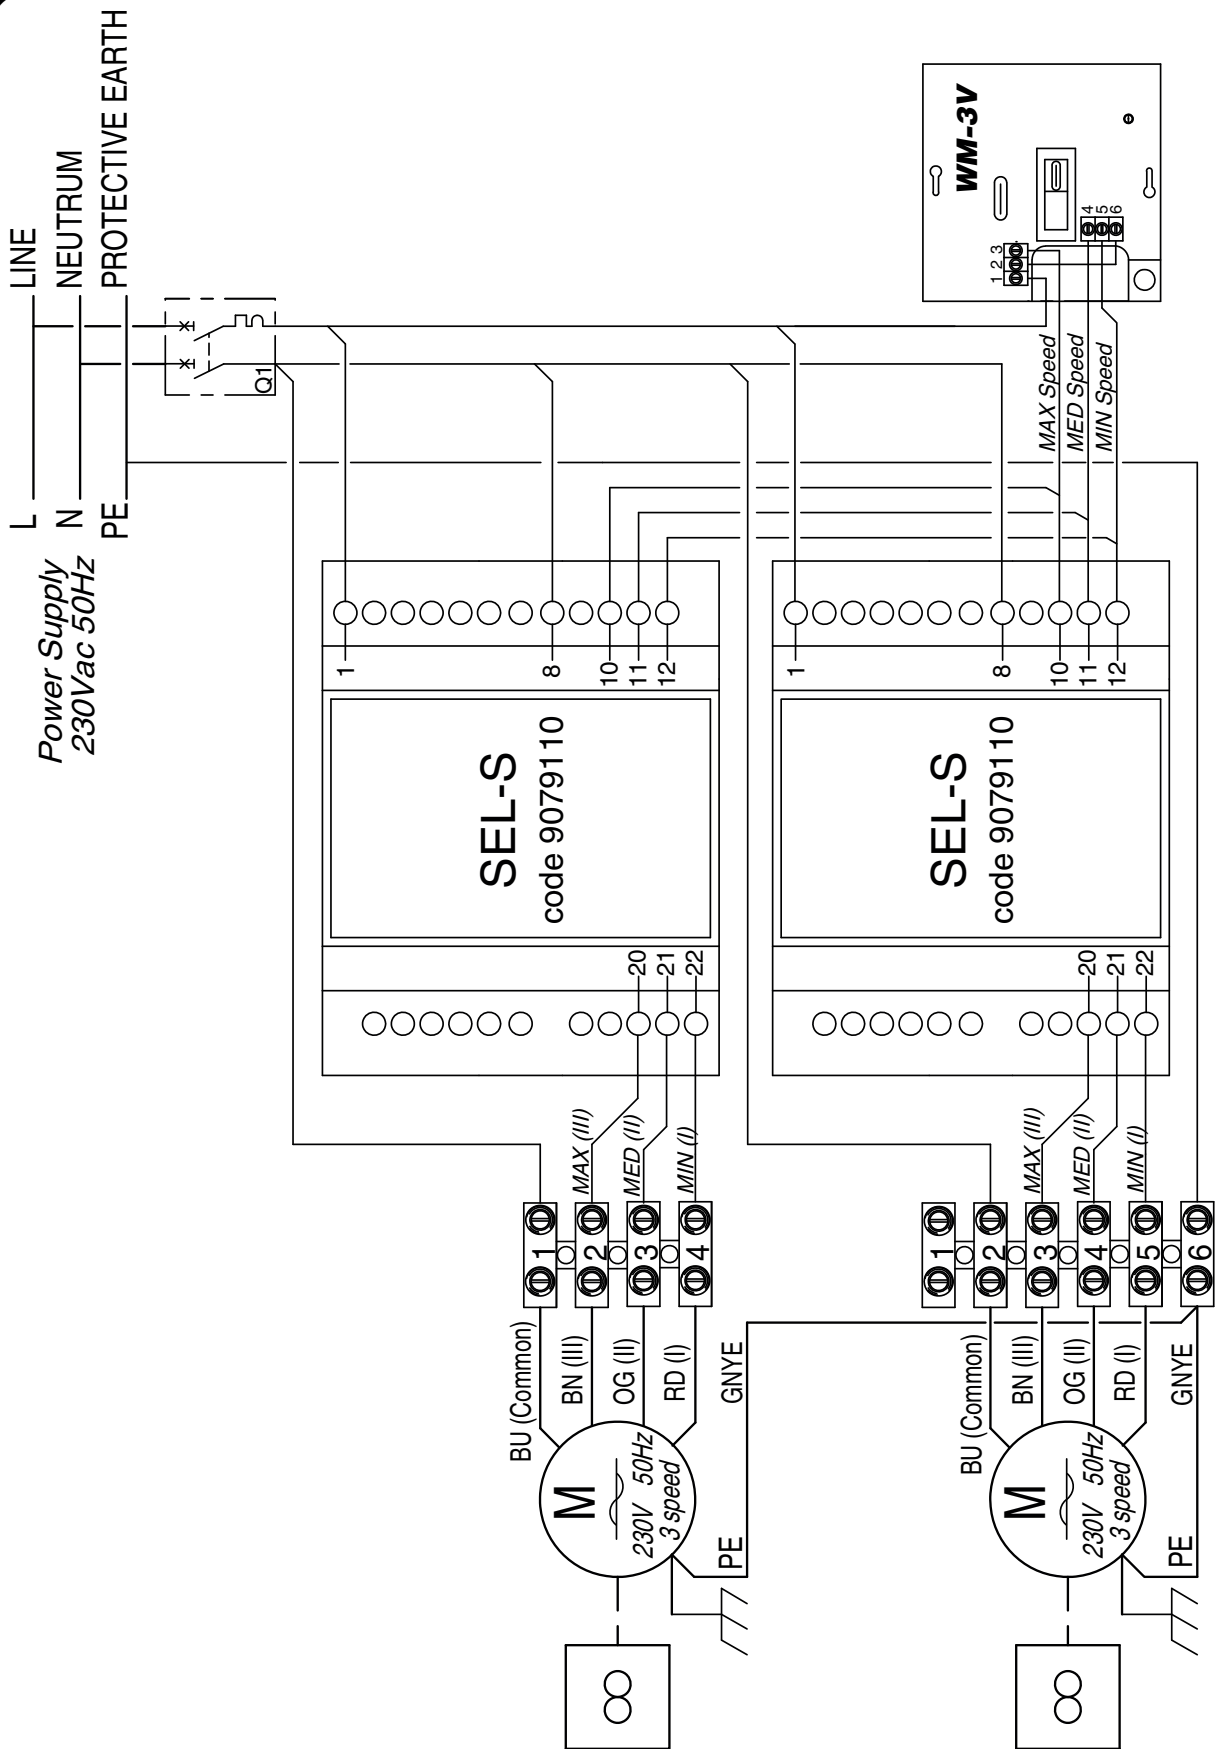 Power Supply
230Vac 50Hz
L
LINE
N
NEUTRUM
PE
PROTECTIVE EARTH
Q1
WM-3V
1 2 3
4
5
6
MAX Speed
MED Speed
MIN Speed
1
8
10
11
12
SEL-S
code 9079110
20
21
22
MAX (III)
MED (II)
MIN (I)
1
2
3
4
BU (Common)
BN (III)
OG (II)
RD (I)
GNYE
M
230V 50Hz
3 speed
PE
1
8
10
11
12
SEL-S
code 9079110
20
21
22
MAX (III)
MED (II)
MIN (I)
1
2
3
4
5
6
BU (Common)
BN (III)
OG (II)
RD (I)
GNYE
M
230V 50Hz
3 speed
PE